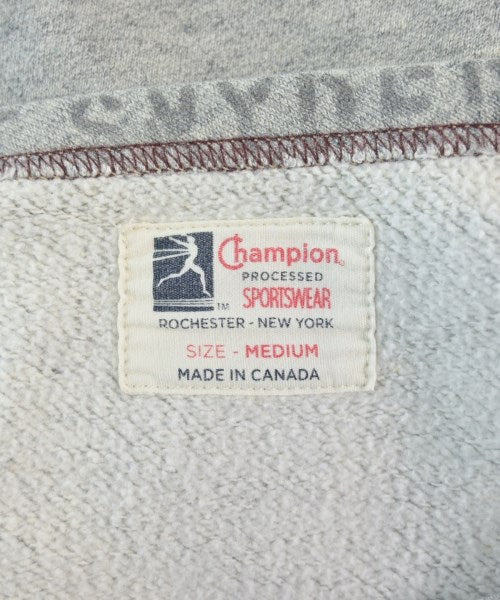 Champion
PROCESSED
SPORTSWEAR
TM
ROCHESTER - NEW YORK
SIZE - MEDIUM
MADE IN CANADA